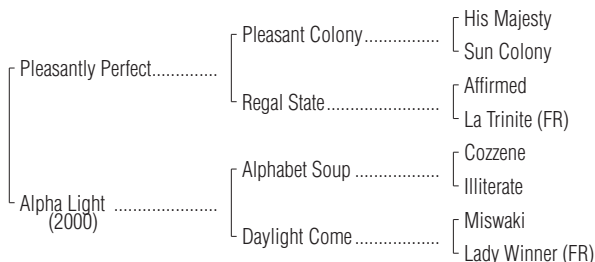 His Majesty
Pleasant Colony..................
Sun Colony
Pleasantly Perfect..............
Affirmed
Regal State...........................
La Trinite (FR)
Cozzene
Alphabet Soup ....................
Illiterate
Alpha Light .........................
(2000)
Miswaki
Daylight Come....................
Lady Winner (FR)